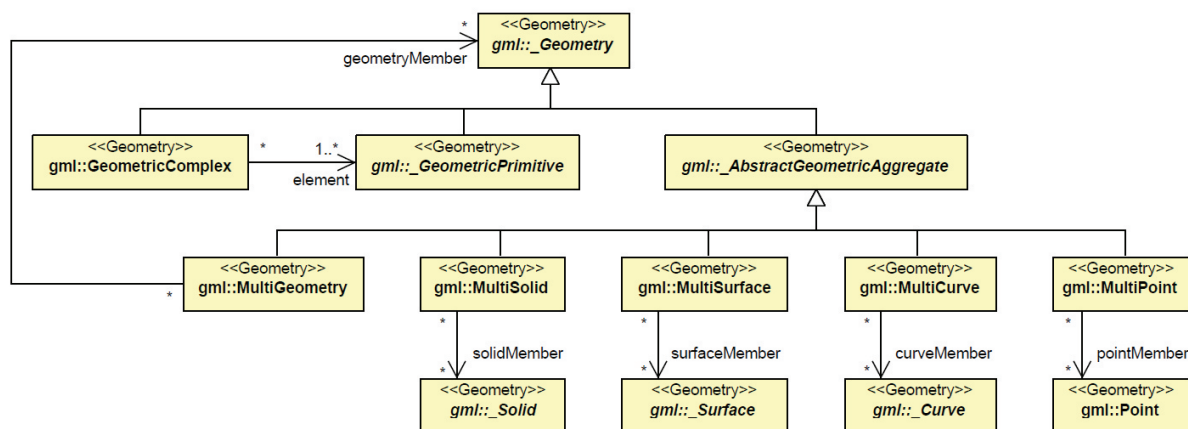 <<Geometry>>
gml::_Geometry
*
geometryMember
<<Geometry>>
gml::GeometricComplex
*
1..*
element
<<Geometry>>
gml::_GeometricPrimitive
<<Geometry>>
gml::_AbstractGeometricAggregate
<<Geometry>>
gml::MultiGeometry
*
<<Geometry>>
gml::MultiSolid
<<Geometry>>
gml::MultiSurface
<<Geometry>>
gml::MultiCurve
<<Geometry>>
gml::MultiPoint
*
solidMember
*
*
surfaceMember
*
*
curveMember
*
*
pointMember
*
<<Geometry>>
gml::_Solid
<<Geometry>>
gml::_Surface
<<Geometry>>
gml::_Curve
<<Geometry>>
gml::Point